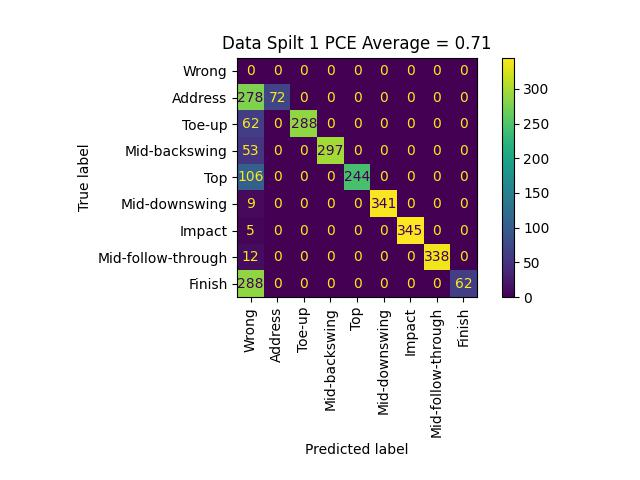 Data Spilt 1 PCE Average = 0.71
Wrong 0 0 0 0 0 0 0 0 0
Address 278 72 0 0 0 0 0 0 0
Toe-up 62 0 288 0 0 0 0 0 0
Mid-backswing 53 0 0 297 0 0 0 0 0
Top 106 0 0 0 244 0 0 0 0
Mid-downswing 9 0 0 0 0 341 0 0 0
Impact 5 0 0 0 0 0 345 0 0
Mid-follow-through 12 0 0 0 0 0 0 338 0
Finish 288 0 0 0 0 0 0 0 62
True label
Wrong
Address
Toe-up
Mid-backswing
Top
Mid-downswing
Impact
Mid-follow-through
Finish
Predicted label
300
250
200
150
100
50
0